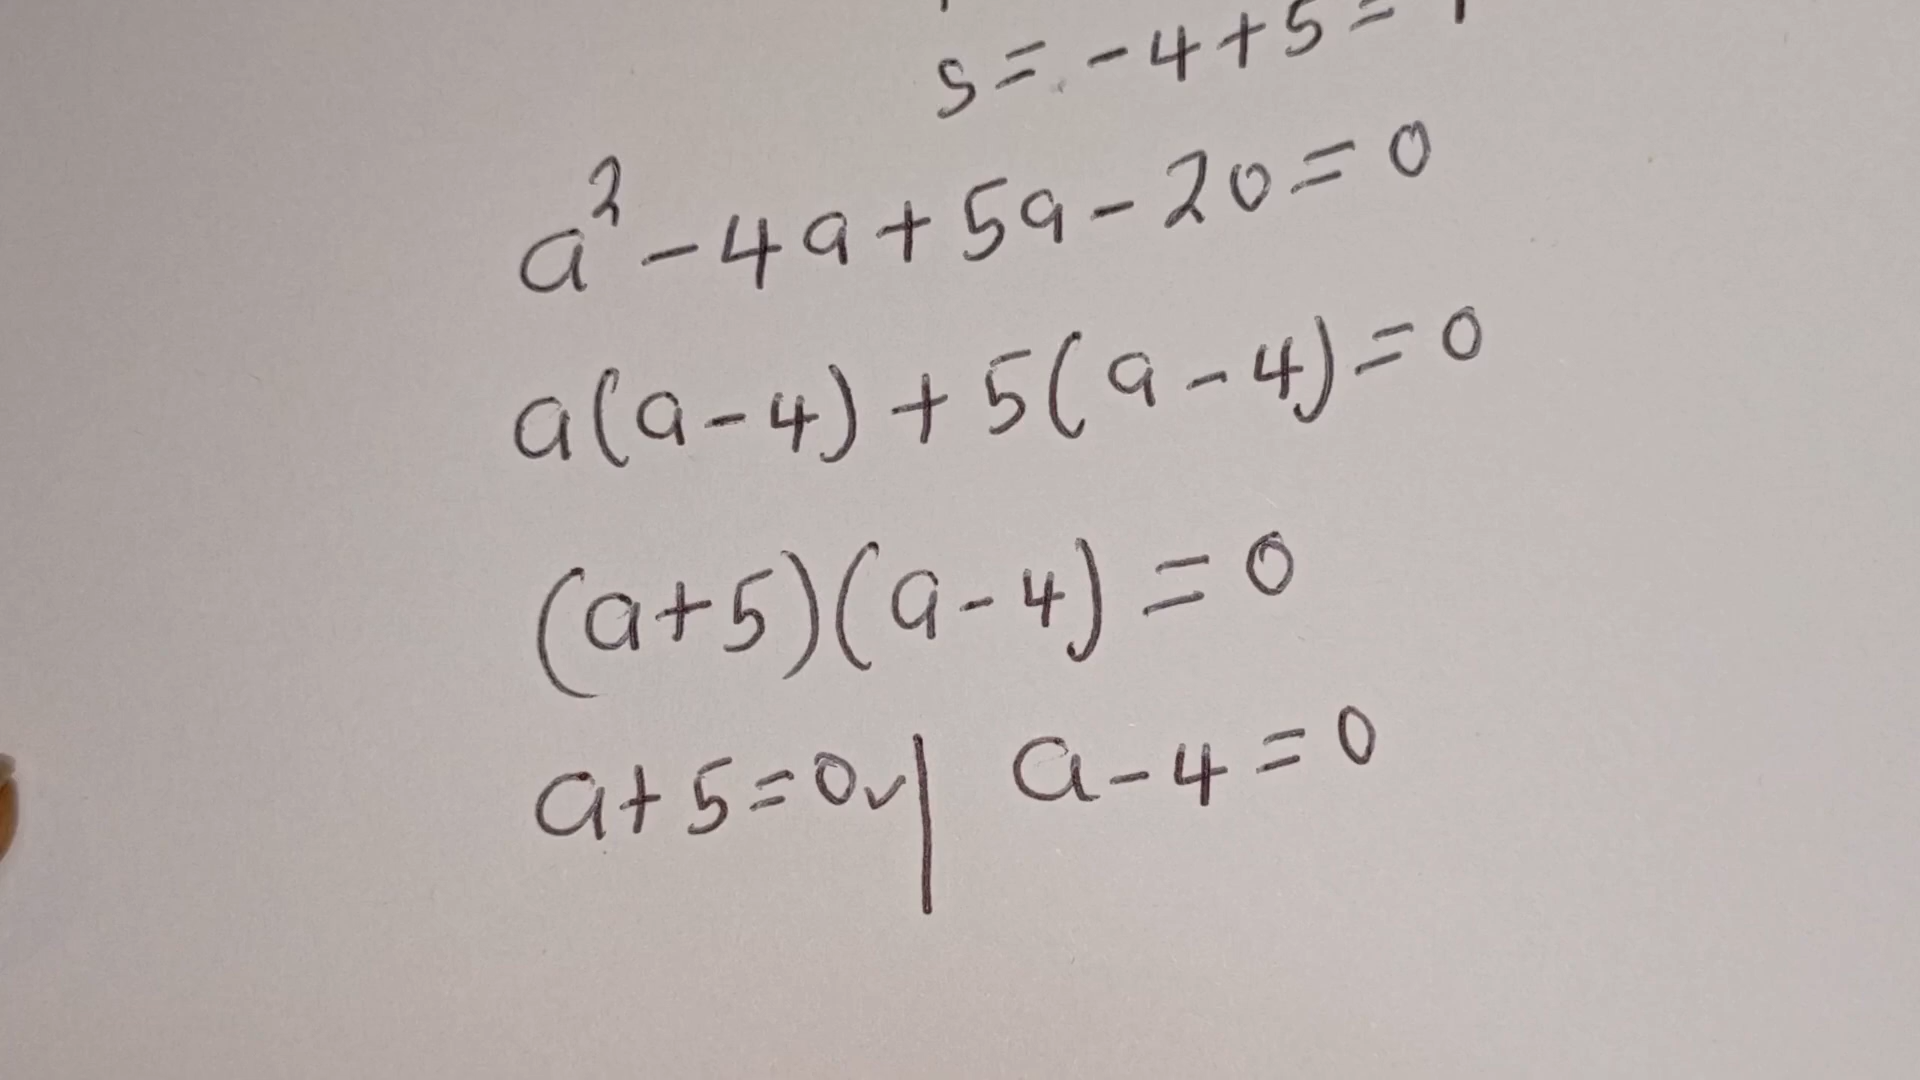 s = -4+5 =
a² - 4a + 5a - 20 = 0
a(a-4) + 5(a-4) = 0
(a+5)(a-4) = 0
a+5=0 | a-4=0